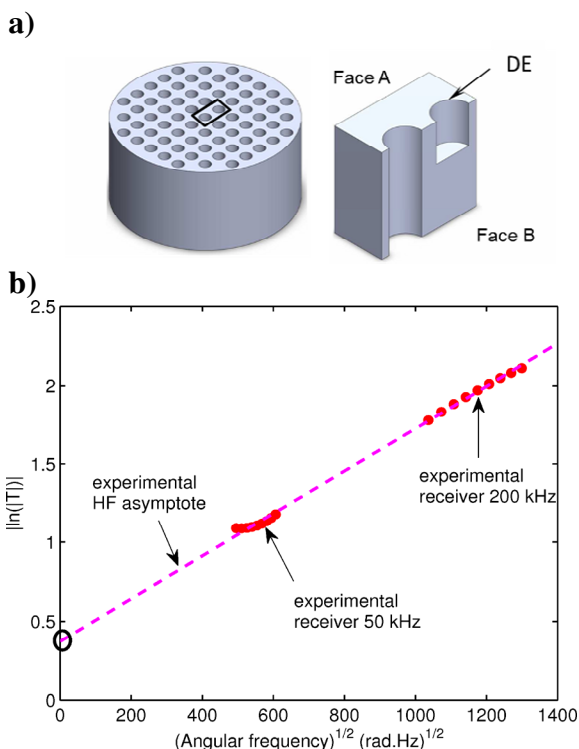 a)
Face A
DE
Face B
b)
2.5
2
1.5
1
0.5
0
|ln(|T|)|
experimental
HF asymptote
experimental
receiver 200 kHz
experimental
receiver 50 kHz
0
200
400
600
800
1000
1200
1400
(Angular frequency)^{1/2} (rad.Hz)^{1/2}